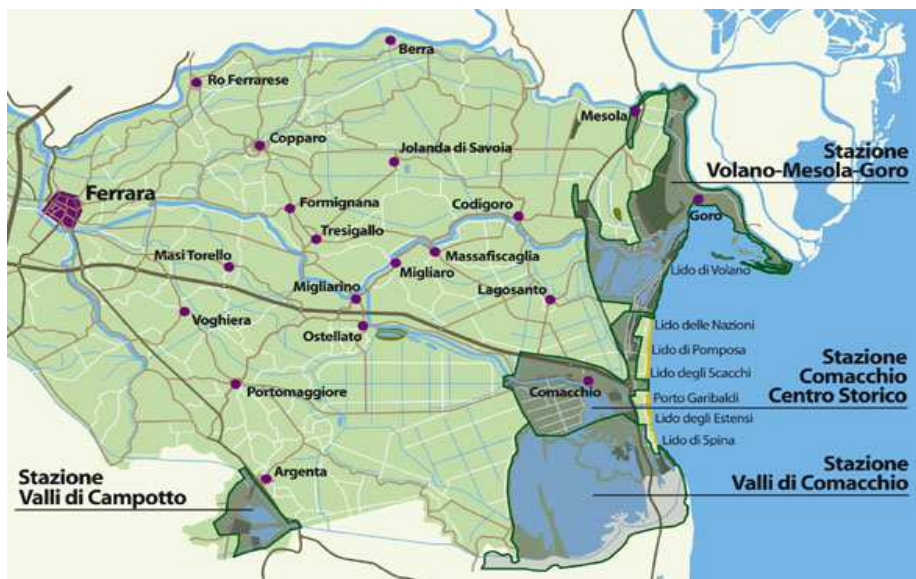 Berra
Ro Ferrarese
Mesola
Copparo
Jolanda di Savoia
Stazione
Volano-Mesola-Goro
Ferrara
Formignana
Codigoro
Goro
Tresigallo
Masi Torello
Massafiscaglia
Migliaro
Lido di Volano
Migliarino
Lagosanto
Voghiera
Ostellato
Lido delle Nazioni
Lido di Pomposa
Stazione
Comacchio
Centro Storico
Lido degli Scacchi
Portomaggiore
Comacchio
Porto Garibaldi
Lido degli Estensi
Lido di Spina
Stazione
Valli di Comacchio
Argenta
Stazione
Valli di Campotto